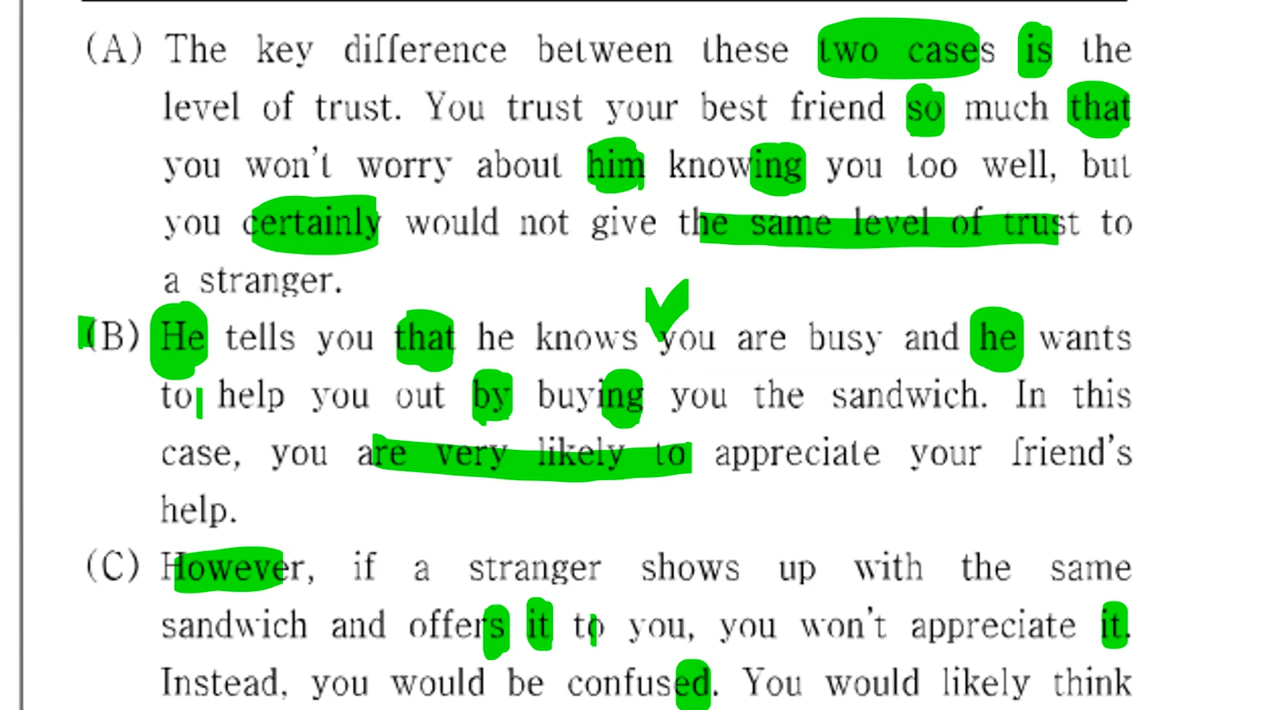 (A) The key difference between these two cases is the
level of trust. You trust your best friend so much that
you won't worry about him knowing you too well, but
you certainly would not give the same level of trust to
a stranger.
(B) He tells you that he knows you are busy and he wants
to help you out by buying you the sandwich. In this
case, you are very likely to appreciate your friend's
help.
(C) However, if a stranger shows up with the same
sandwich and offers it to you, you won't appreciate it.
Instead, you would be confused. You would likely think